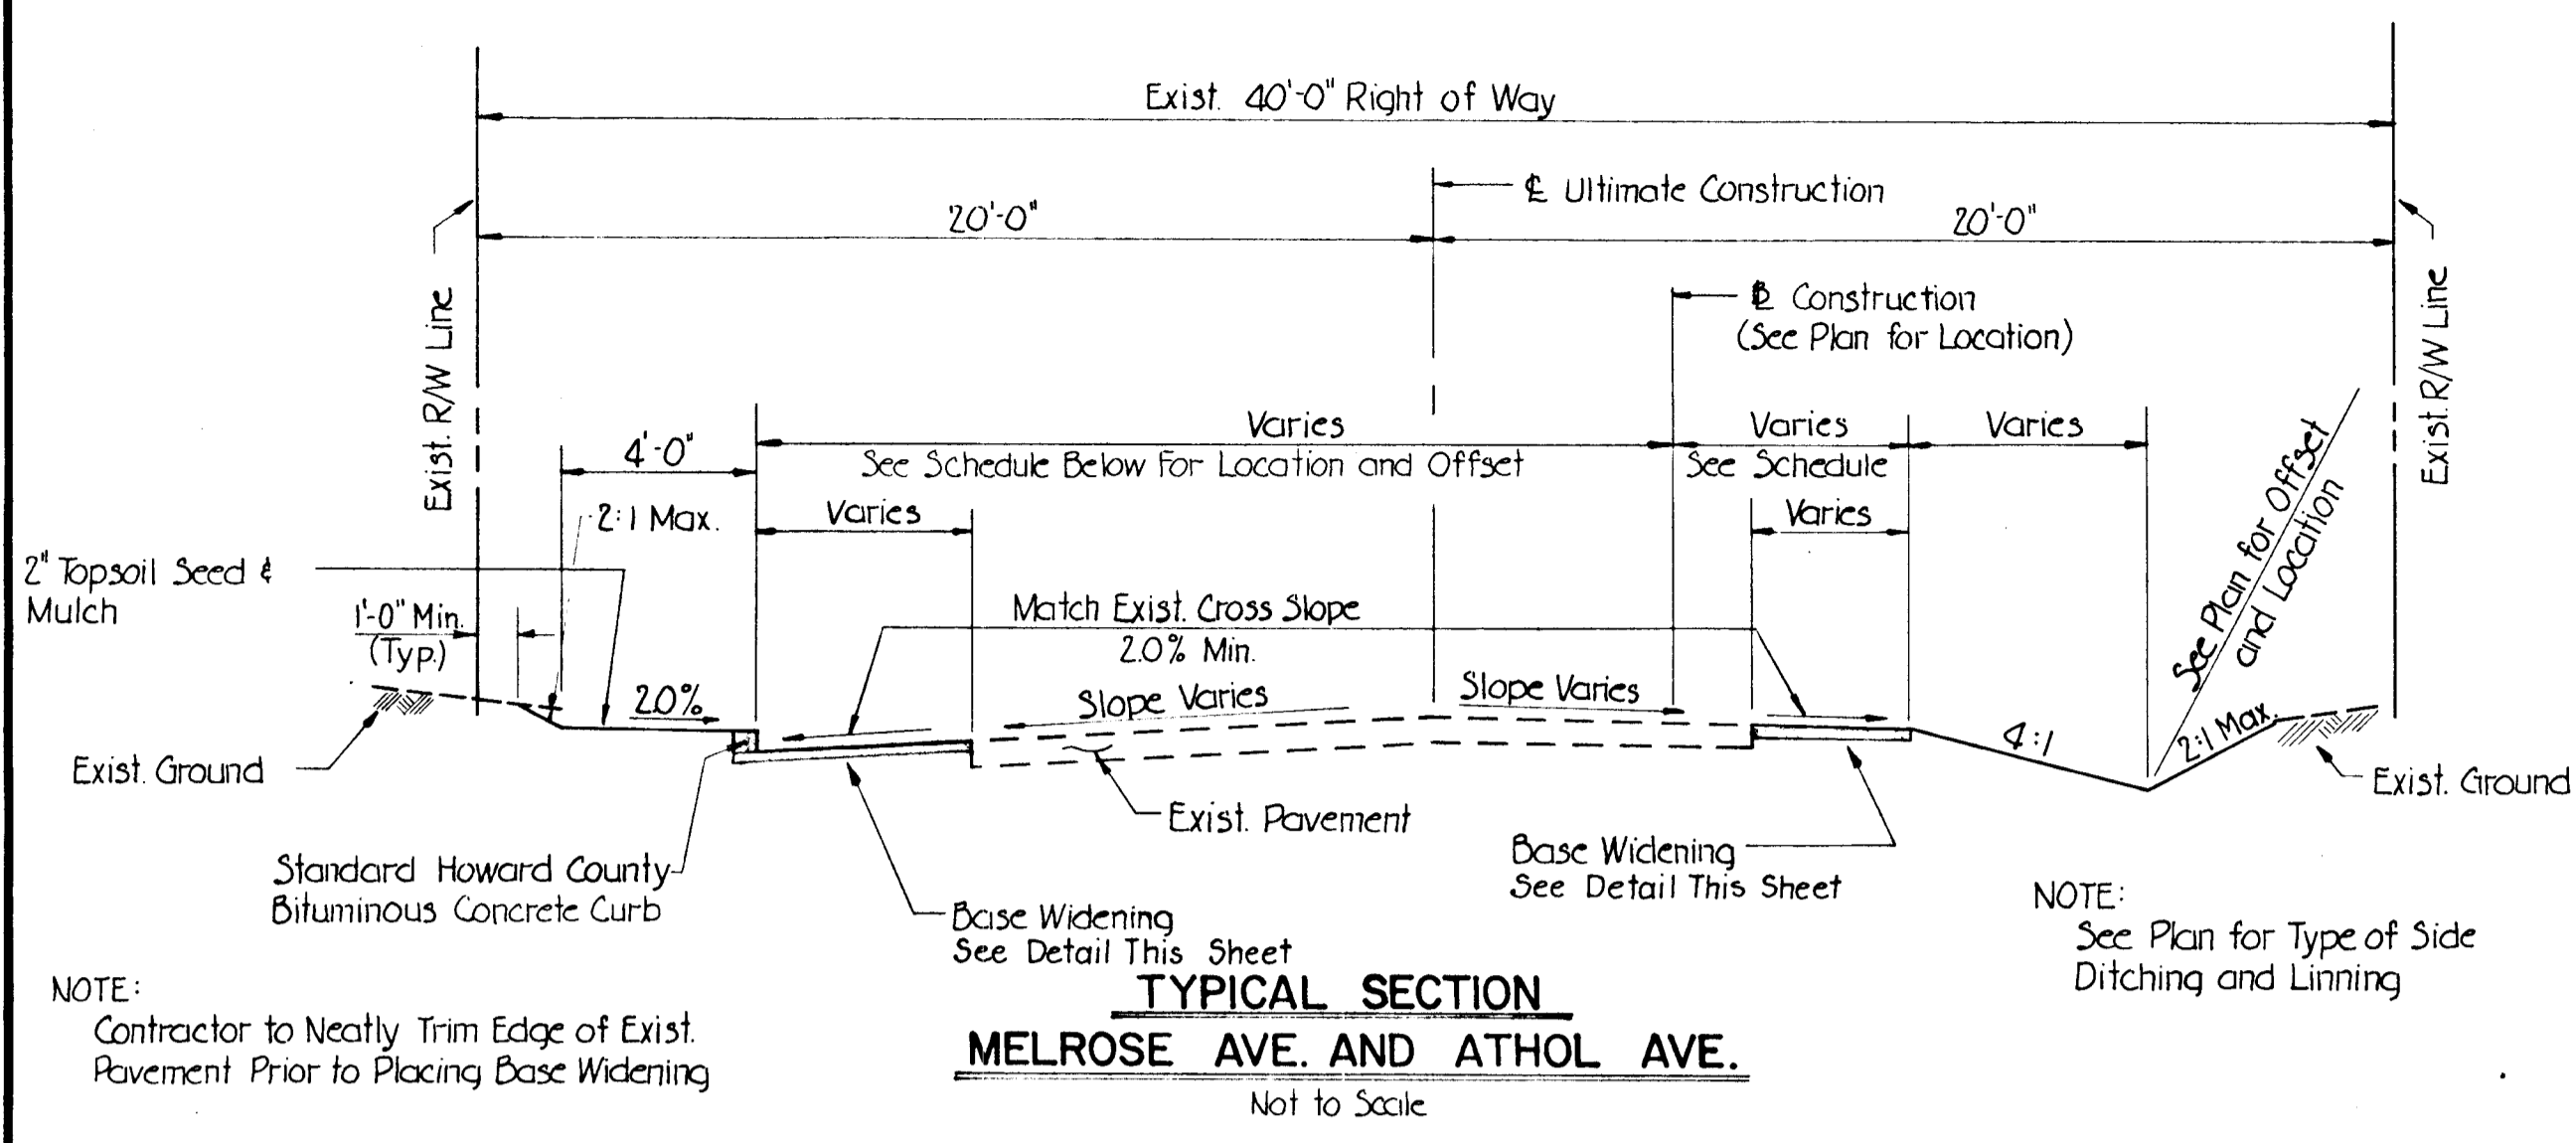 Exist. 40'-0" Right of Way
℄ Ultimate Construction
20'-0"
20'-0"
Exist. R/W Line
Exist. R/W Line
℄ Construction
(See Plan for Location)
Varies
See Schedule Below For Location and Offset
Varies
See Schedule
Varies
4'-0"
2:1 Max.
Varies
Varies
See Plan for Offset
and Location
2" Topsoil Seed &
Mulch
1'-0" Min.
(Typ.)
Match Exist. Cross Slope
2.0% Min.
2.0%
Slope Varies
Slope Varies
4:1
2:1 Max.
Exist. Ground
Exist. Ground
Exist. Pavement
Standard Howard County
Bituminous Concrete Curb
Base Widening
See Detail This Sheet
Base Widening
See Detail This Sheet
NOTE:
See Plan for Type of Side
Ditching and Linning
NOTE:
Contractor to Neatly Trim Edge of Exist.
Pavement Prior to Placing Base Widening
TYPICAL SECTION
MELROSE AVE. AND ATHOL AVE.
Not to Scale